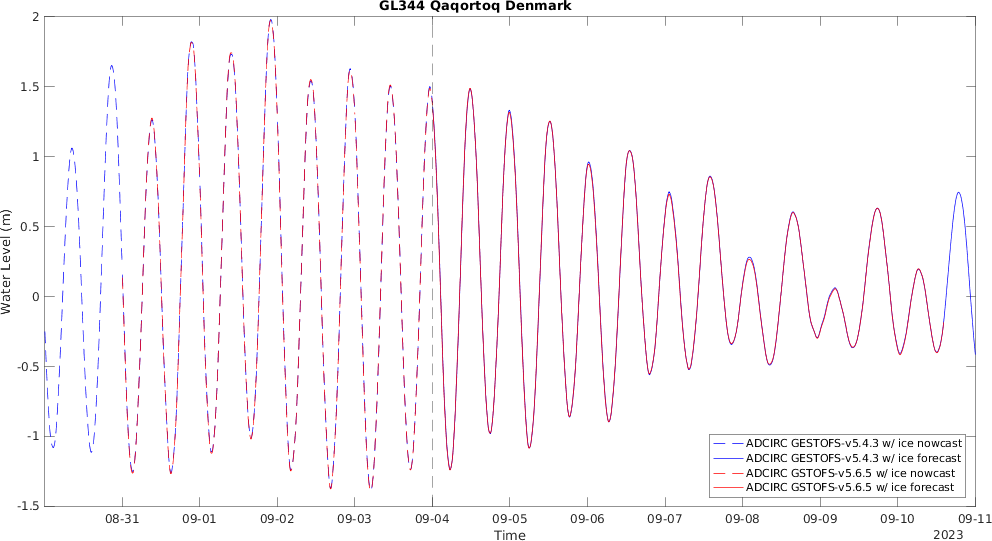 GL344 Qaqortoq Denmark
2
1.5
1
0.5
0
-0.5
-1
-1.5
Water Level (m)
08-31 09-01 09-02 09-03 09-04 09-05 09-06 09-07 09-08 09-09 09-10 09-11
Time
2023
ADCIRC GESTOFS-v5.4.3 w/ ice nowcast
ADCIRC GESTOFS-v5.4.3 w/ ice forecast
ADCIRC GSTOFS-v5.6.5 w/ ice nowcast
ADCIRC GSTOFS-v5.6.5 w/ ice forecast